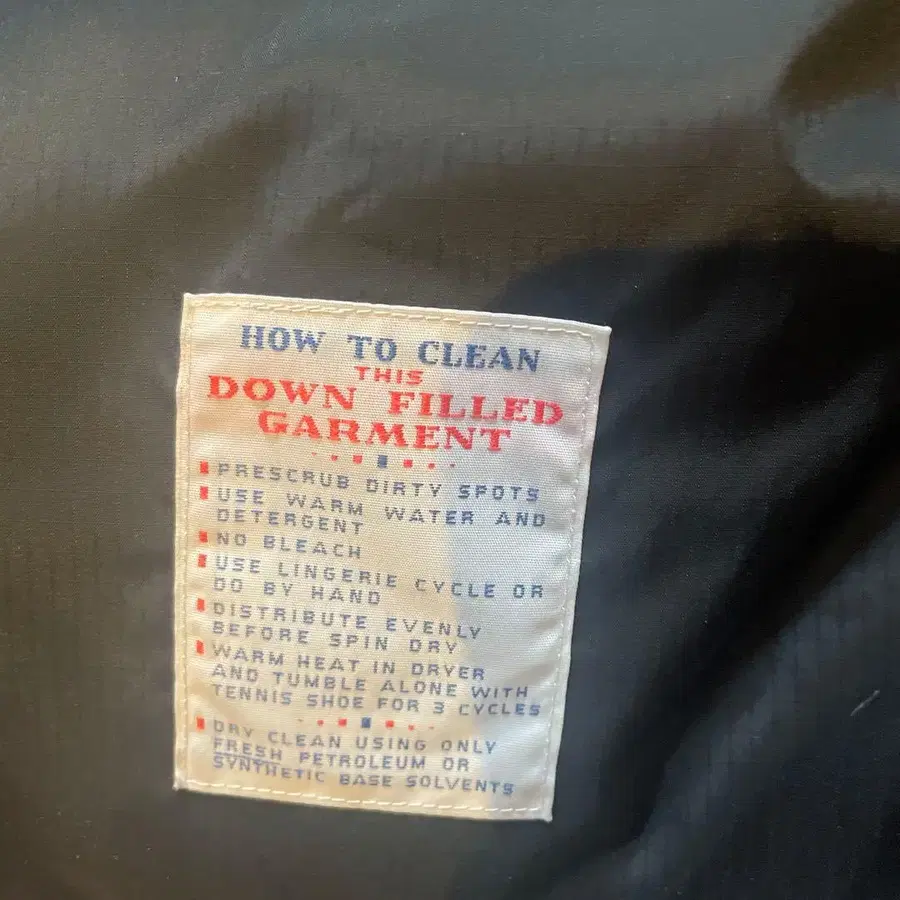 HOW TO CLEAN
THIS
DOWN FILLED
GARMENT
PRESCRUB DIRTY SPOTS
USE WARM WATER AND
DETERGENT
NO BLEACH
USE LINGERIE CYCLE OR
DO BY HAND
DISTRIBUTE EVENLY
BEFORE SPIN DRY
WARM HEAT IN DRYER
AND TUMBLE ALONE WITH
TENNIS SHOE FOR 3 CYCLES
DRY CLEAN USING ONLY
FRESH PETROLEUM OR
SYNTHETIC BASE SOLVENTS